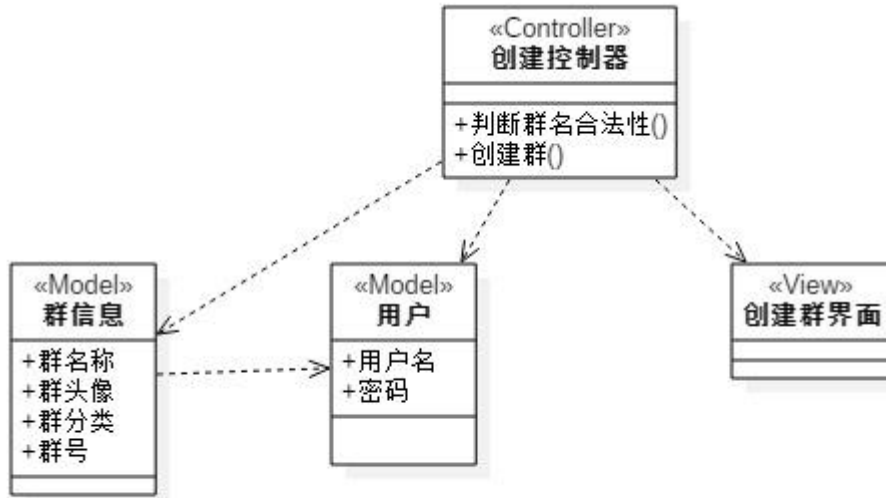 «Controller»
创建控制器
+判断群名合法性()
+创建群()
«Model»
群信息
+群名称
+群头像
+群分类
+群号
«Model»
用户
+用户名
+密码
«View»
创建群界面